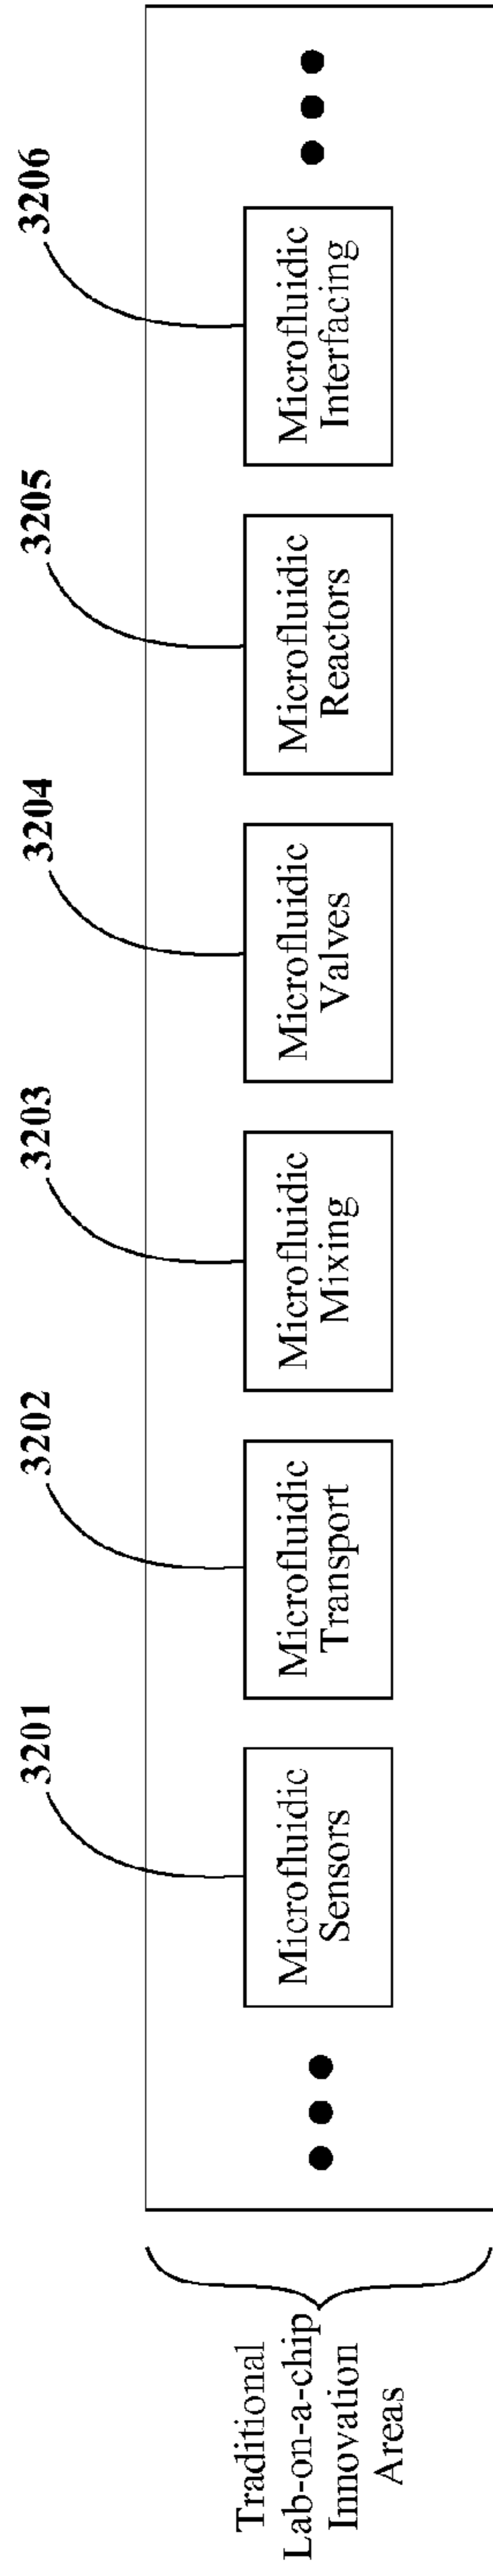 3201
3202
3203
3204
3205
3206
Traditional
Lab-on-a-chip
Innovation
Areas
Microfluidic
Sensors
Microfluidic
Transport
Microfluidic
Mixing
Microfluidic
Valves
Microfluidic
Reactors
Microfluidic
Interfacing